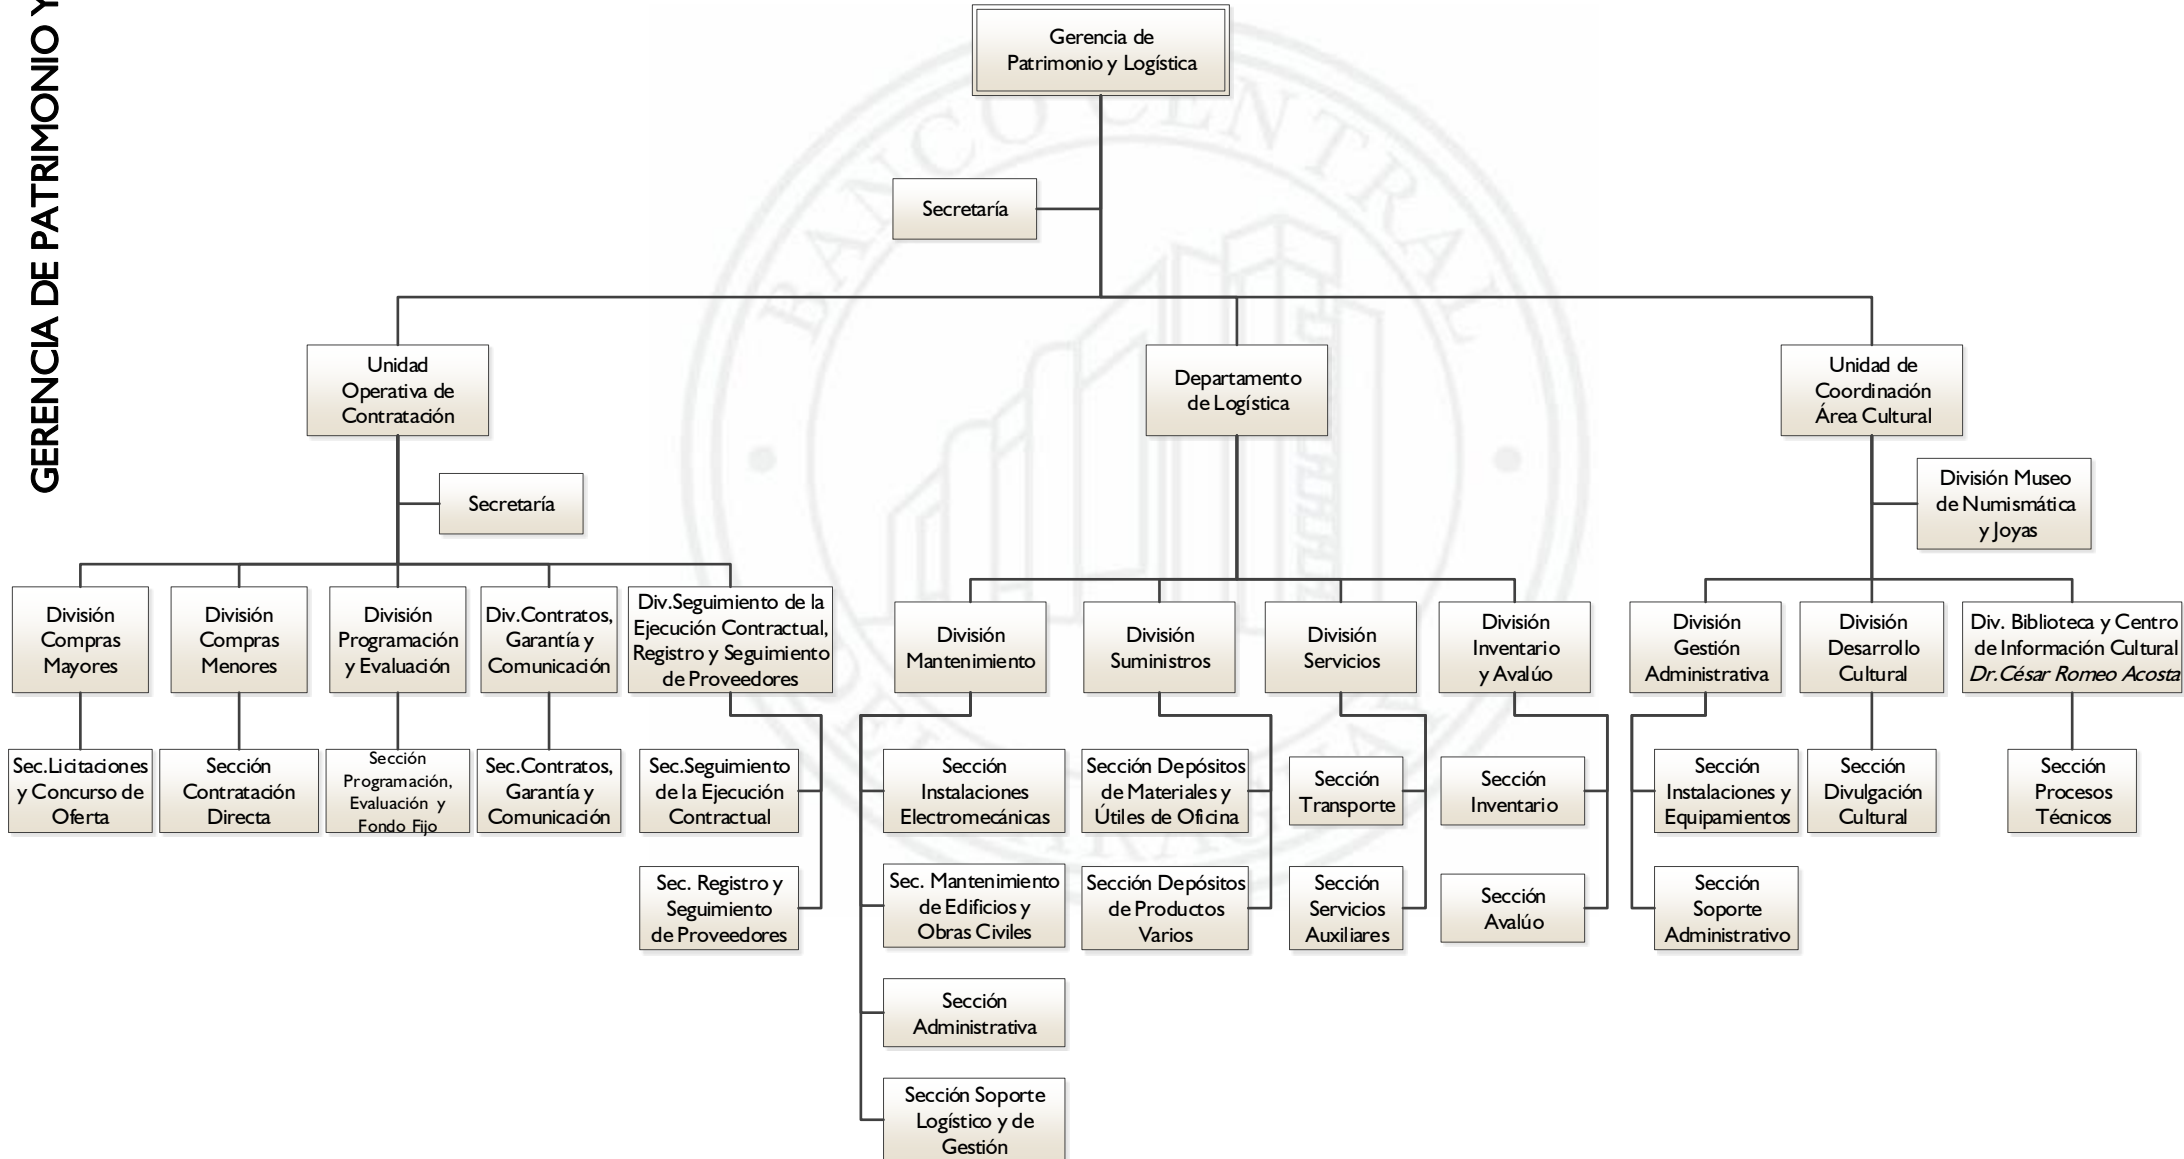 GERENCIA DE PATRIMONIO Y
BANCO CENTRAL
DEL PARAGUAY
Gerencia de
Patrimonio y Logística
Secretaría
Unidad
Operativa de
Contratación
Departamento
de Logística
Unidad de
Coordinación
Área Cultural
Secretaría
División Museo
de Numismática
y Joyas
División
Compras
Mayores
División
Compras
Menores
División
Programación
y Evaluación
Div.Contratos,
Garantía y
Comunicación
Div.Seguimiento de la
Ejecución Contractual,
Registro y Seguimiento
de Proveedores
División
Mantenimiento
División
Suministros
División
Servicios
División
Inventario
y Avalúo
División
Gestión
Administrativa
División
Desarrollo
Cultural
Div. Biblioteca y Centro
de Información Cultural
Dr.César Romeo Acosta
Sec.Licitaciones
y Concurso de
Oferta
Sección
Contratación
Directa
Sección
Programación,
Evaluación y
Fondo Fijo
Sec.Contratos,
Garantía y
Comunicación
Sec.Seguimiento
de la Ejecución
Contractual
Sección
Instalaciones
Electromecánicas
Sección Depósitos
de Materiales y
Útiles de Oficina
Sección
Transporte
Sección
Inventario
Sección
Instalaciones y
Equipamientos
Sección
Divulgación
Cultural
Sección
Procesos
Técnicos
Sec. Registro y
Seguimiento
de Proveedores
Sec. Mantenimiento
de Edificios y
Obras Civiles
Sección Depósitos
de Productos
Varios
Sección
Servicios
Auxiliares
Sección
Avalúo
Sección
Soporte
Administrativo
Sección
Administrativa
Sección Soporte
Logístico y de
Gestión